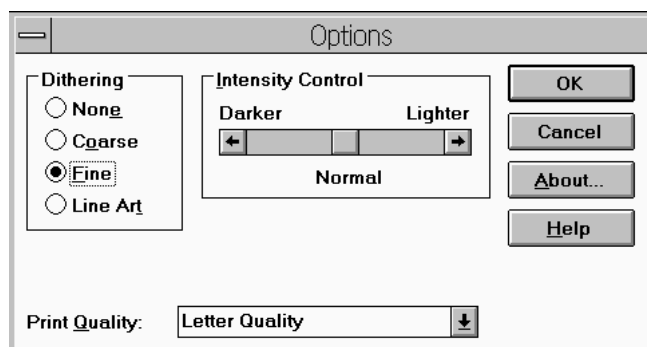 Options
Dithering
None
Coarse
Fine
Line Art
Intensity Control
Darker Lighter
Normal
OK
Cancel
About...
Help
Print Quality: Letter Quality